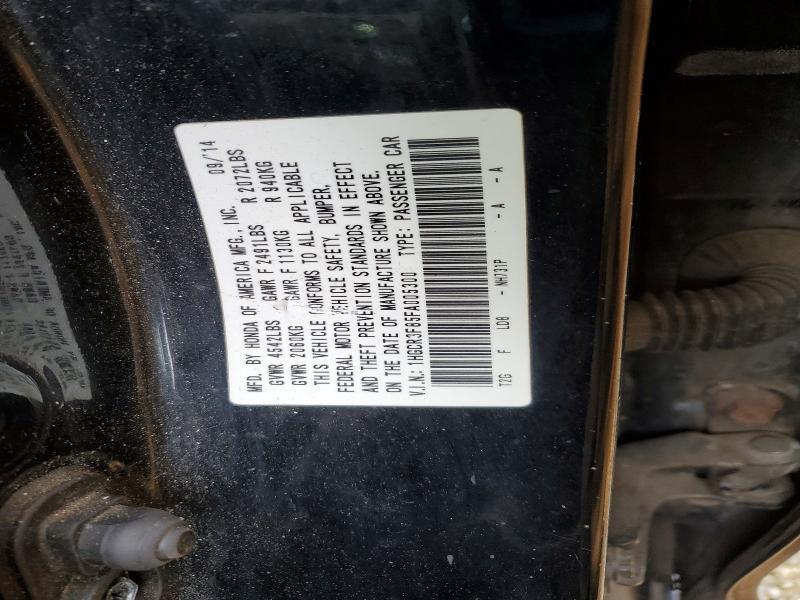 MFD. BY HONDA OF AMERICA MFG., INC. 09/'14
GVWR 4542LBS GAWR F 2491LBS R 2072LBS
GVWR 2060KG GAWR F 1130KG R 940KG
THIS VEHICLE CONFORMS TO ALL APPLICABLE
FEDERAL MOTOR VEHICLE SAFETY, BUMPER,
AND THEFT PREVENTION STANDARDS IN EFFECT
ON THE DATE OF MANUFACTURE SHOWN ABOVE.
V.I.N.: 1HGCR3F85FA005300 TYPE: PASSENGER CAR
T2G F LD8 - NH731P - A - A